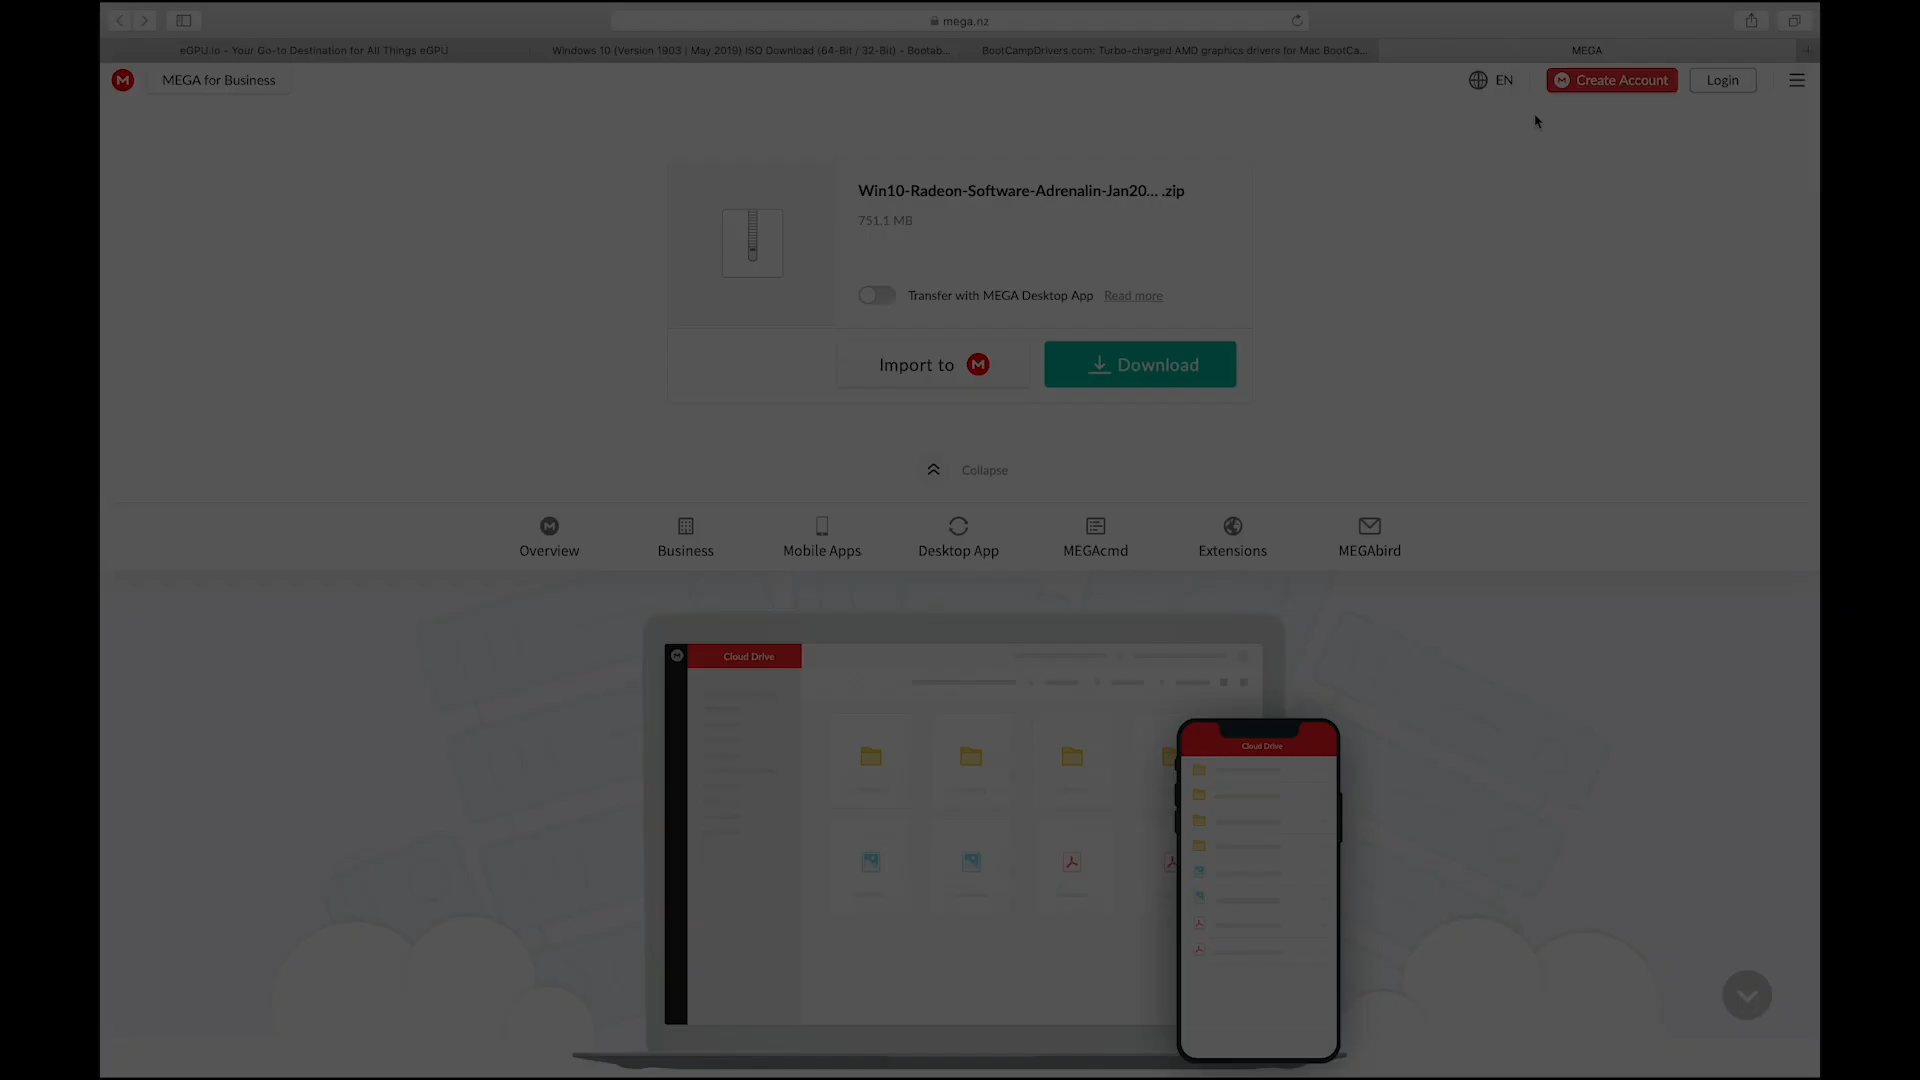 mega.nz
eGPU.io - Your Go-to Destination for All Things eGPU
Windows 10 (Version 1903 | May 2019) ISO Download (64-Bit / 32-Bit) - Bootab...
BootCampDrivers.com: Turbo-charged AMD graphics drivers for Mac BootCa...
MEGA
MEGA for Business
EN
Create Account
Login
Win10-Radeon-Software-Adrenalin-Jan20... .zip
751.1 MB
Transfer with MEGA Desktop App Read more
Import to M
Download
Collapse
Overview
Business
Mobile Apps
Desktop App
MEGAcmd
Extensions
MEGAbird
Cloud Drive
Cloud Drive